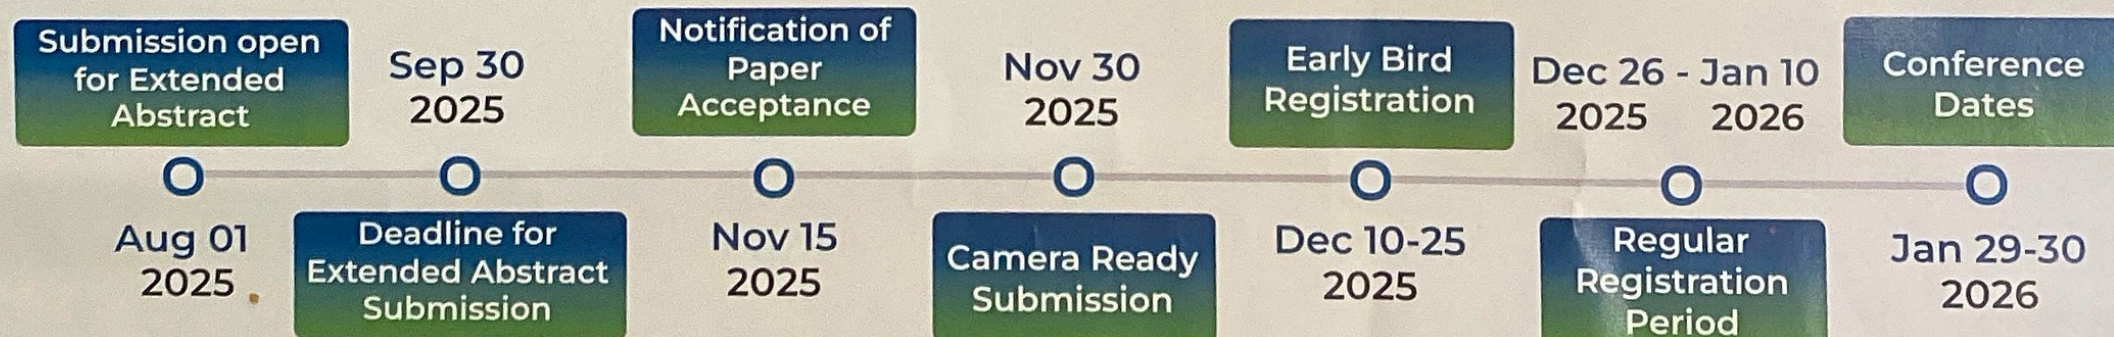 Submission open
for Extended
Abstract
Aug 01
2025
Sep 30
2025
Deadline for
Extended Abstract
Submission
Notification of
Paper
Acceptance
Nov 15
2025
Nov 30
2025
Camera Ready
Submission
Early Bird
Registration
Dec 10-25
2025
Dec 26 - Jan 10
2025 2026
Regular
Registration
Period
Conference
Dates
Jan 29-30
2026